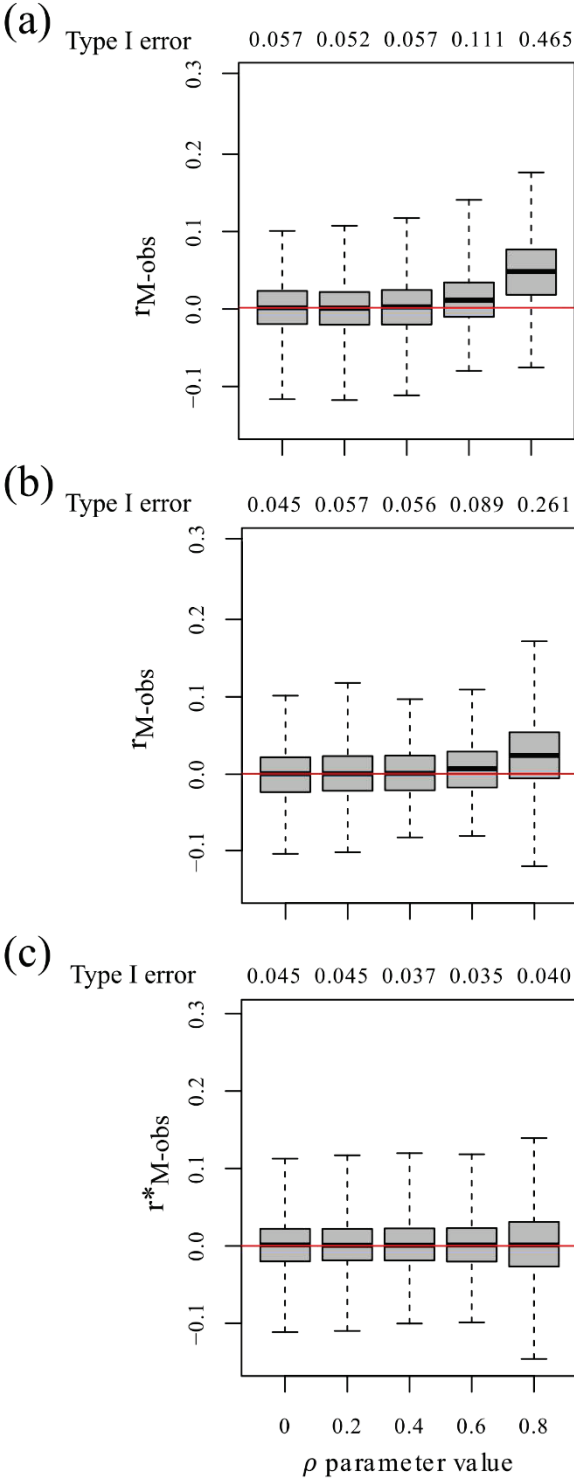 (a)
Type I error 0.057 0.052 0.057 0.111 0.465
0.3
0.2
0.1
0.0
−0.1
rM-obs
(b)
Type I error 0.045 0.057 0.056 0.089 0.261
0.3
0.2
0.1
0.0
−0.1
rM-obs
(c)
Type I error 0.045 0.045 0.037 0.035 0.040
0.3
0.2
0.1
0.0
−0.1
r*M-obs
0 0.2 0.4 0.6 0.8
ρ parameter value